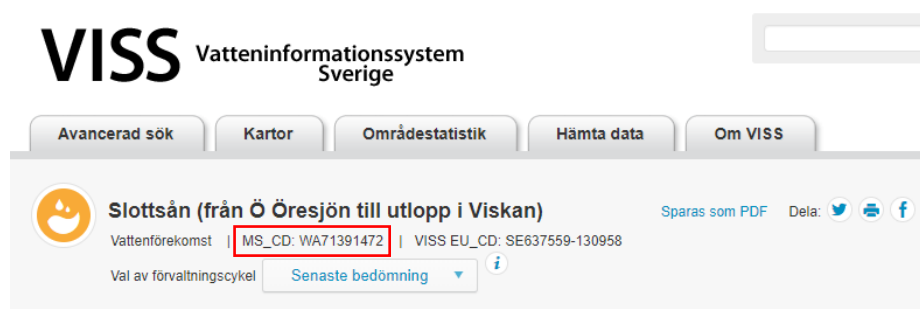 VISS Vatteninformationssystem
Sverige
Avancerad sök Kartor Områdestatistik Hämta data Om VISS
Slottsån (från Ö Öresjön till utlopp i Viskan) Sparas som PDF Dela:
Vattenförekomst | MS_CD: WA71391472 | VISS EU_CD: SE637559-130958
Val av förvaltningscykel Senaste bedömning i